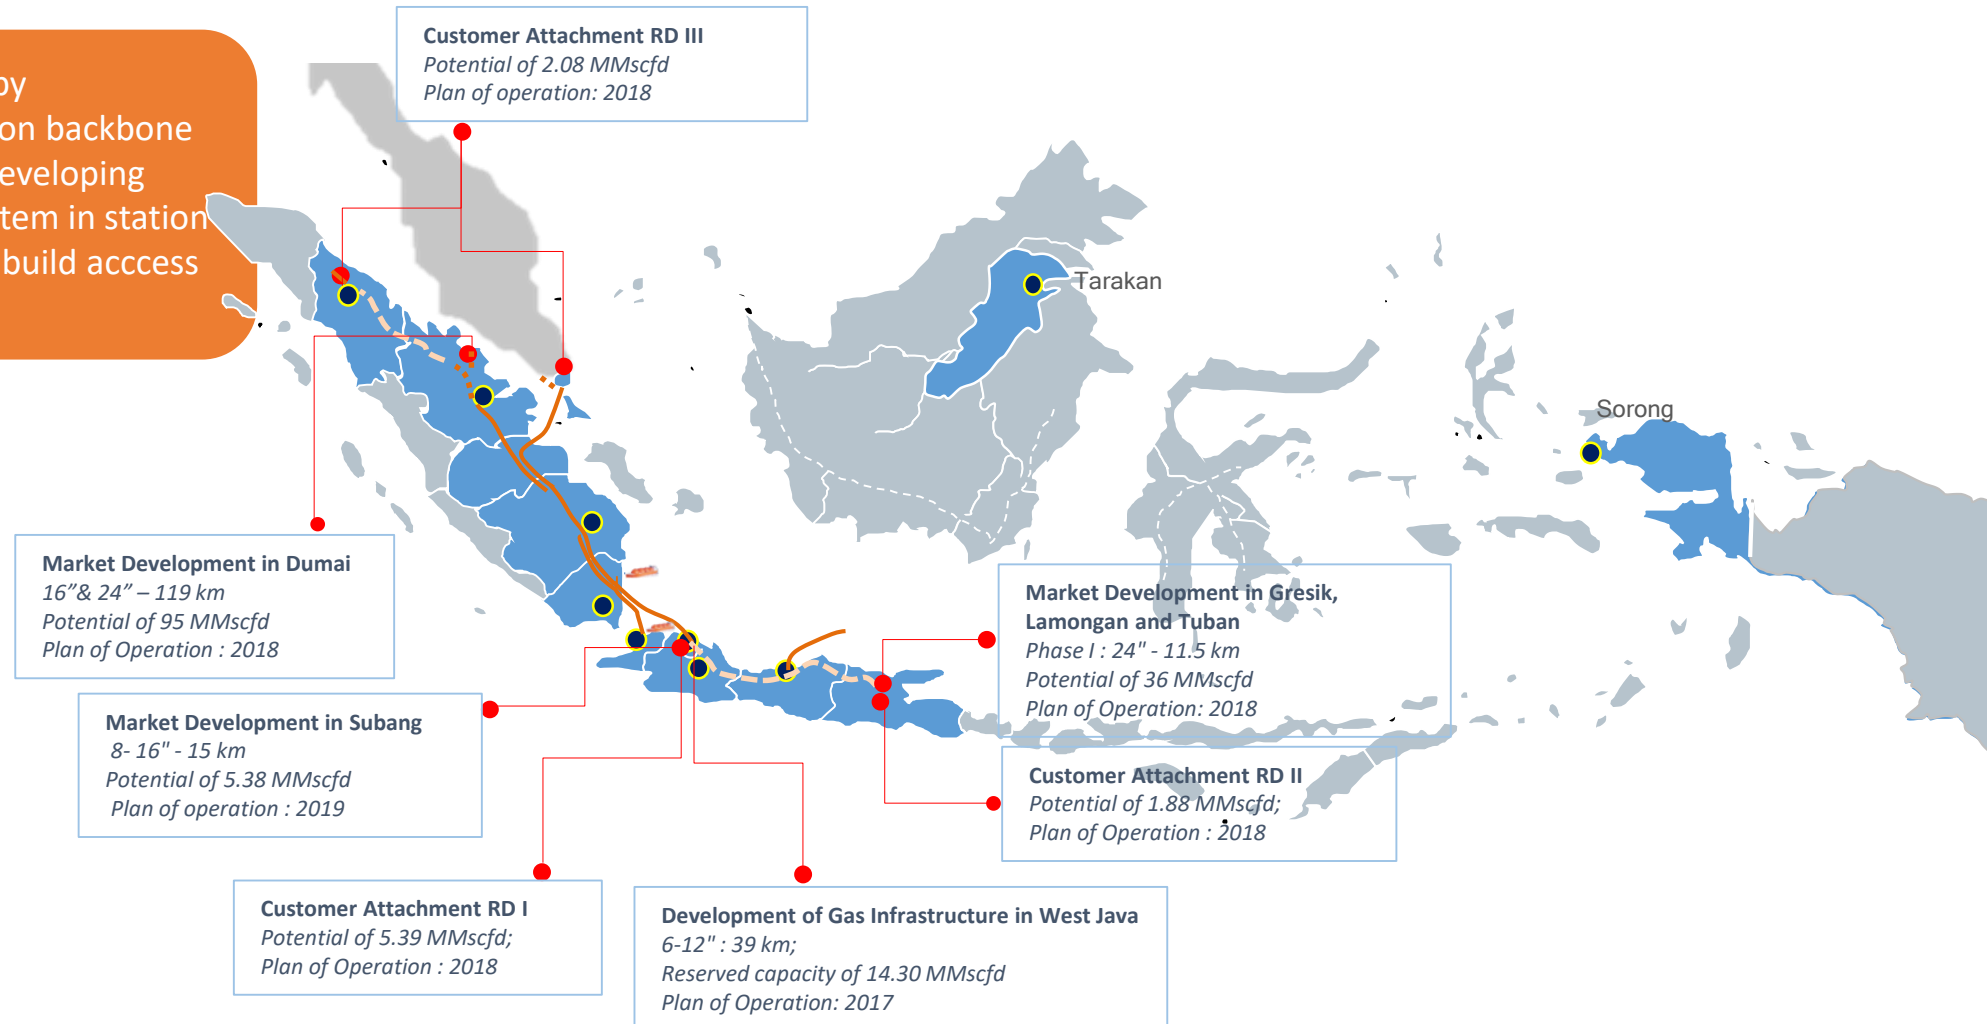 by
on backbone
eveloping
tem in station
build acccess
Customer Attachment RD III
Potential of 2.08 MMscfd
Plan of operation: 2018
Tarakan
Sorong
Market Development in Dumai
16”& 24” – 119 km
Potential of 95 MMscfd
Plan of Operation : 2018
Market Development in Gresik,
Lamongan and Tuban
Phase I : 24" - 11.5 km
Potential of 36 MMscfd
Plan of Operation: 2018
Market Development in Subang
8- 16" - 15 km
Potential of 5.38 MMscfd
Plan of operation : 2019
Customer Attachment RD II
Potential of 1.88 MMscfd;
Plan of Operation : 2018
Customer Attachment RD I
Potential of 5.39 MMscfd;
Plan of Operation : 2018
Development of Gas Infrastructure in West Java
6-12" : 39 km;
Reserved capacity of 14.30 MMscfd
Plan of Operation: 2017